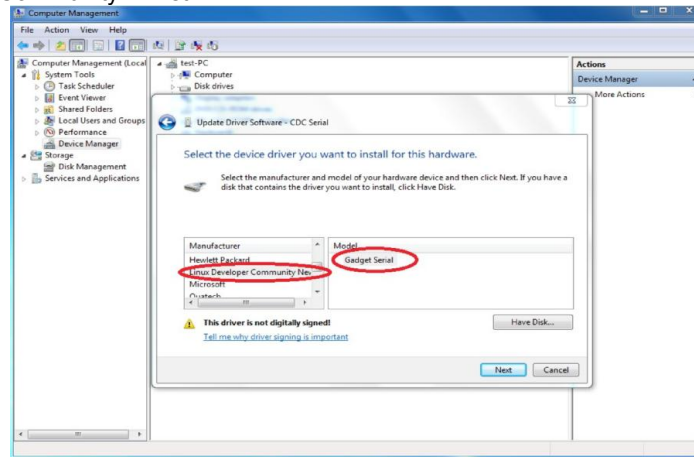 Computer Management
File Action View Help
Computer Management (Local
System Tools
Task Scheduler
Event Viewer
Shared Folders
Local Users and Groups
Performance
Device Manager
Storage
Disk Management
Services and Applications
test-PC
Computer
Disk drives
Actions
Device Manager
More Actions
Update Driver Software - CDC Serial
Select the device driver you want to install for this hardware.
Select the manufacturer and model of your hardware device and then click Next. If you have a
disk that contains the driver you want to install, click Have Disk.
Manufacturer
Hewlett Packard
Linux Developer Community Net
Microsoft
Quatech
Model
Gadget Serial
This driver is not digitally signed!
Tell me why driver signing is important
Have Disk...
Next Cancel